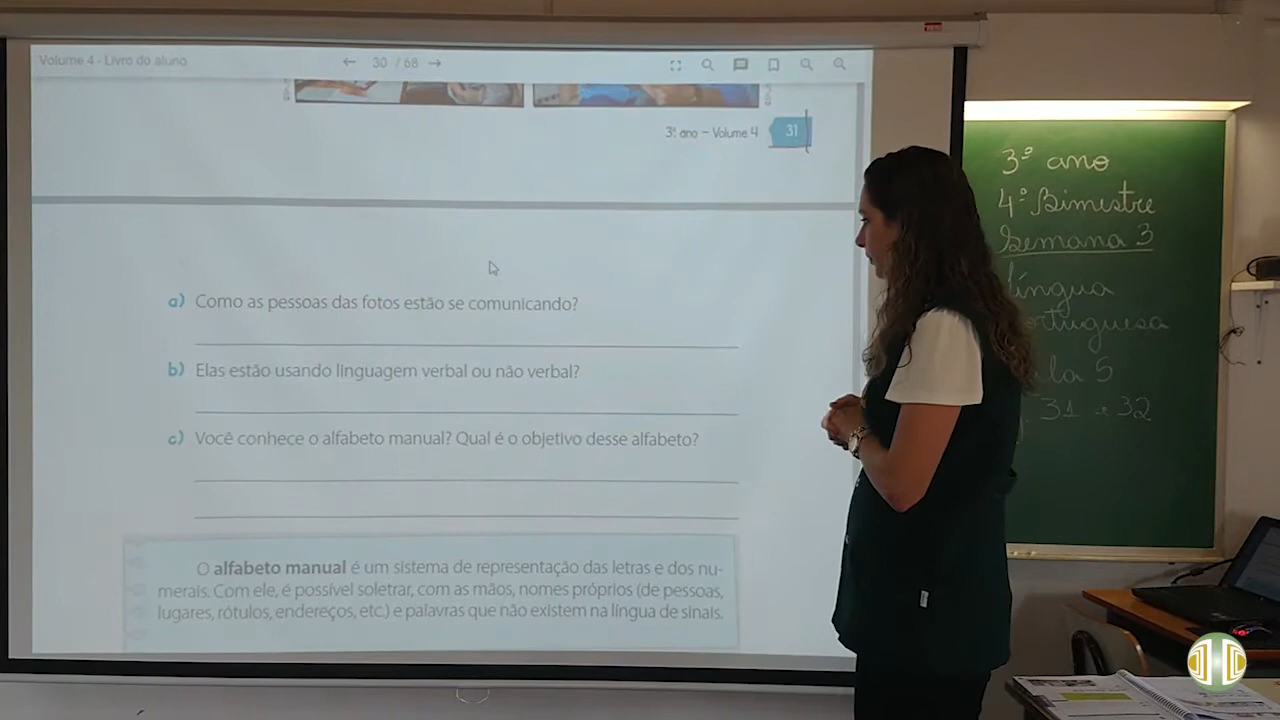 Volume 4 - Livro do aluno
← 30 / 68 →
3º. ano – Volume 4 31
a) Como as pessoas das fotos estão se comunicando?
b) Elas estão usando linguagem verbal ou não verbal?
c) Você conhece o alfabeto manual? Qual é o objetivo desse alfabeto?
O alfabeto manual é um sistema de representação das letras e dos nu-
merais. Com ele, é possível soletrar, com as mãos, nomes próprios (de pessoas,
lugares, rótulos, endereços, etc.) e palavras que não existem na língua de sinais.
3º ano
4º Bimestre
Semana 3
língua
ortuguesa
ula 5
31 e 32